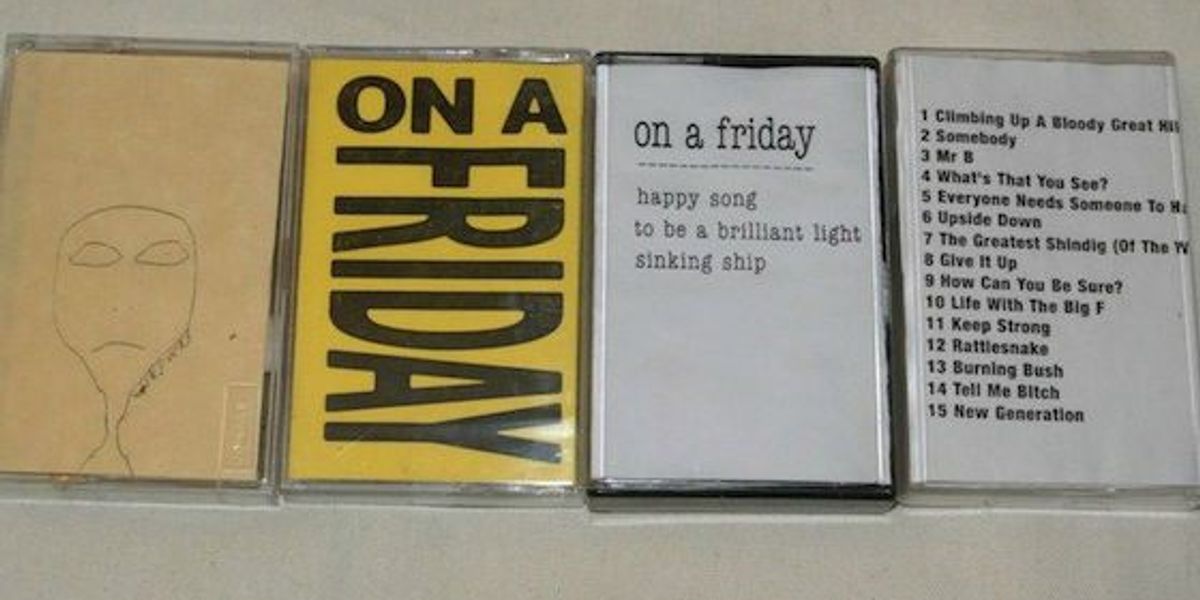 ON A
FRIDAY
on a friday
happy song
to be a brilliant light
sinking ship
1 Climbing Up A Bloody Great Hil
2 Somebody
3 Mr B
4 What's That You See?
5 Everyone Needs Someone To Ha
6 Upside Down
7 The Greatest Shindig (Of The W
8 Give It Up
9 How Can You Be Sure?
10 Life With The Big F
11 Keep Strong
12 Rattlesnake
13 Burning Bush
14 Tell Me Bitch
15 New Generation